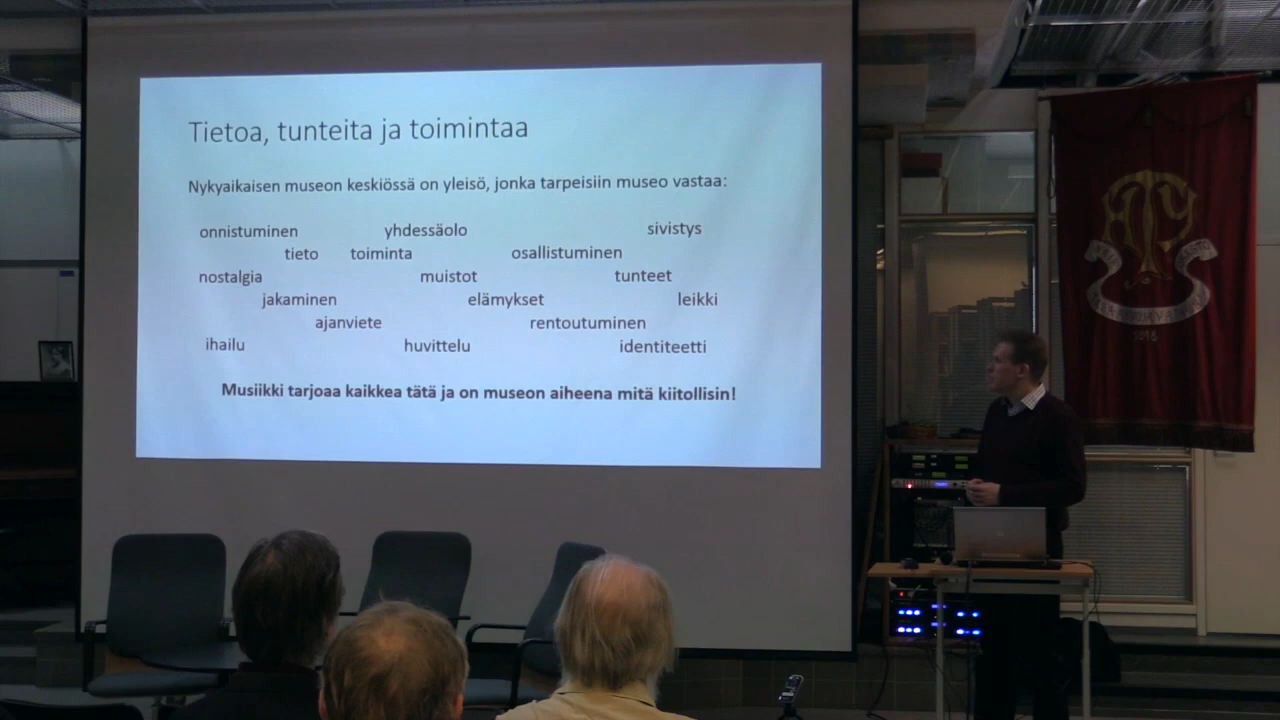 Tietoa, tunteita ja toimintaa
Nykyaikaisen museon keskiössä on yleisö, jonka tarpeisiin museo vastaa:
onnistuminen yhdessäolo sivistys
tieto toiminta osallistuminen
nostalgia muistot tunteet
jakaminen elämykset leikki
ajanviete rentoutuminen
ihailu huvittelu identiteetti
Musiikki tarjoaa kaikkea tätä ja on museon aiheena mitä kiitollisin!